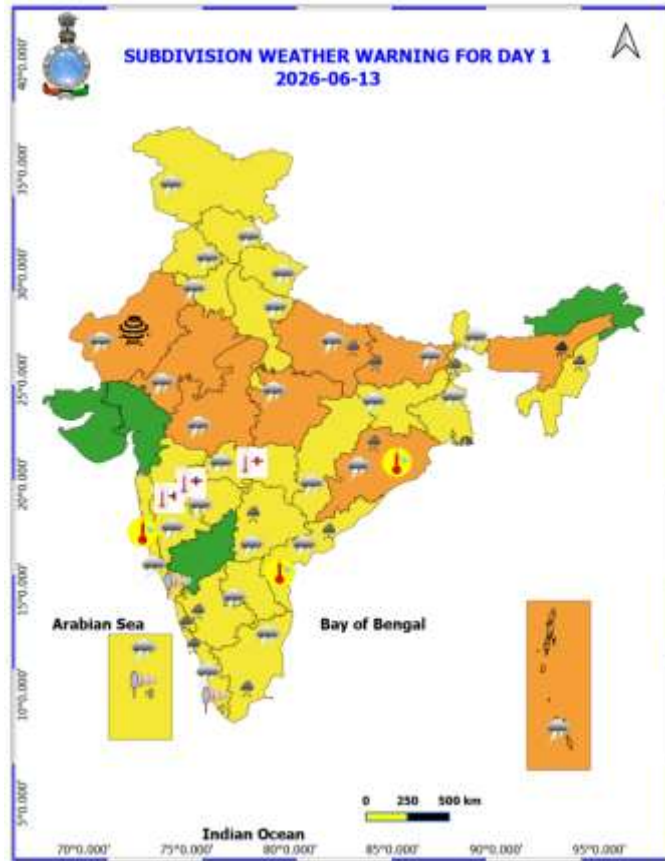 SUBDIVISION WEATHER WARNING FOR DAY 1
2026-06-13
40°0.000'
35°0.000'
30°0.000'
25°0.000'
20°0.000'
15°0.000'
10°0.000'
5°0.000'
Arabian Sea
Bay of Bengal
0 250 500 km
Indian Ocean
70°0.000' 75°0.000' 80°0.000' 85°0.000' 90°0.000' 95°0.000'